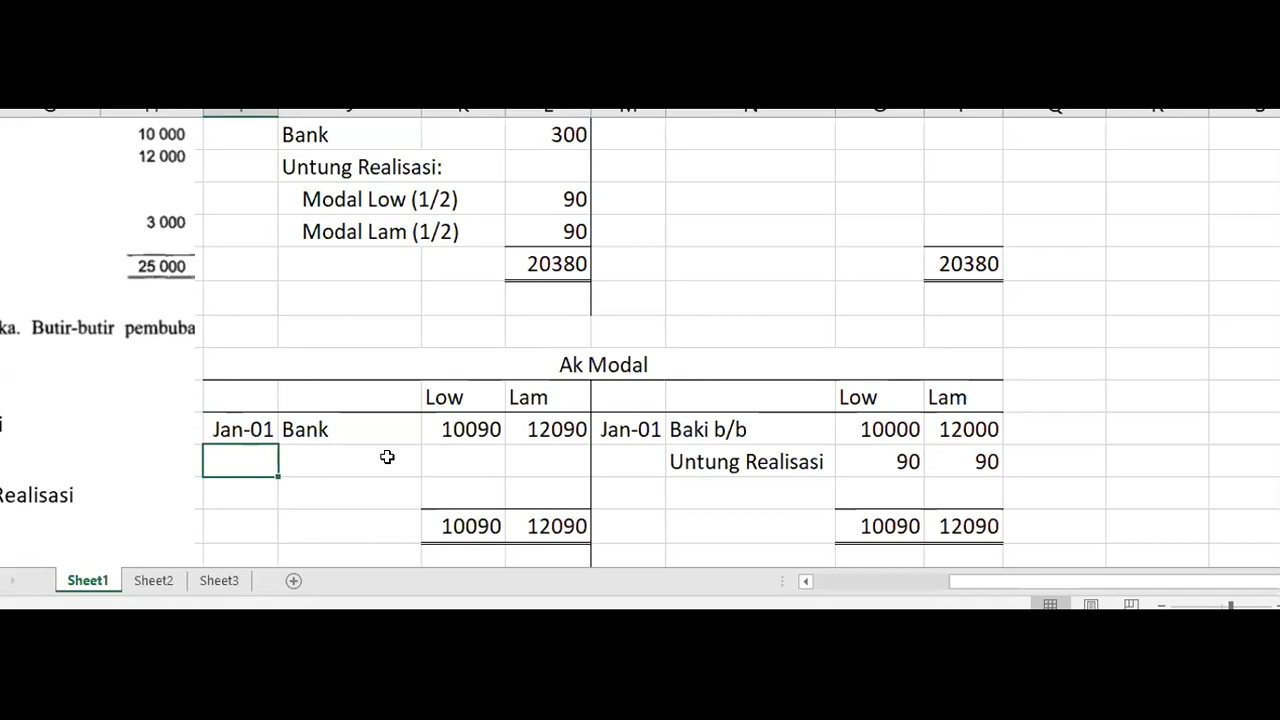 10 000
12 000
3 000
25 000
ka. Butir-butir pembuba
i
Realisasi
Bank 300
Untung Realisasi:
Modal Low (1/2) 90
Modal Lam (1/2) 90
20380 20380
Ak Modal
Low Lam Low Lam
Jan-01 Bank 10090 12090 Jan-01 Baki b/b 10000 12000
Untung Realisasi 90 90
10090 12090 10090 12090
Sheet1 Sheet2 Sheet3